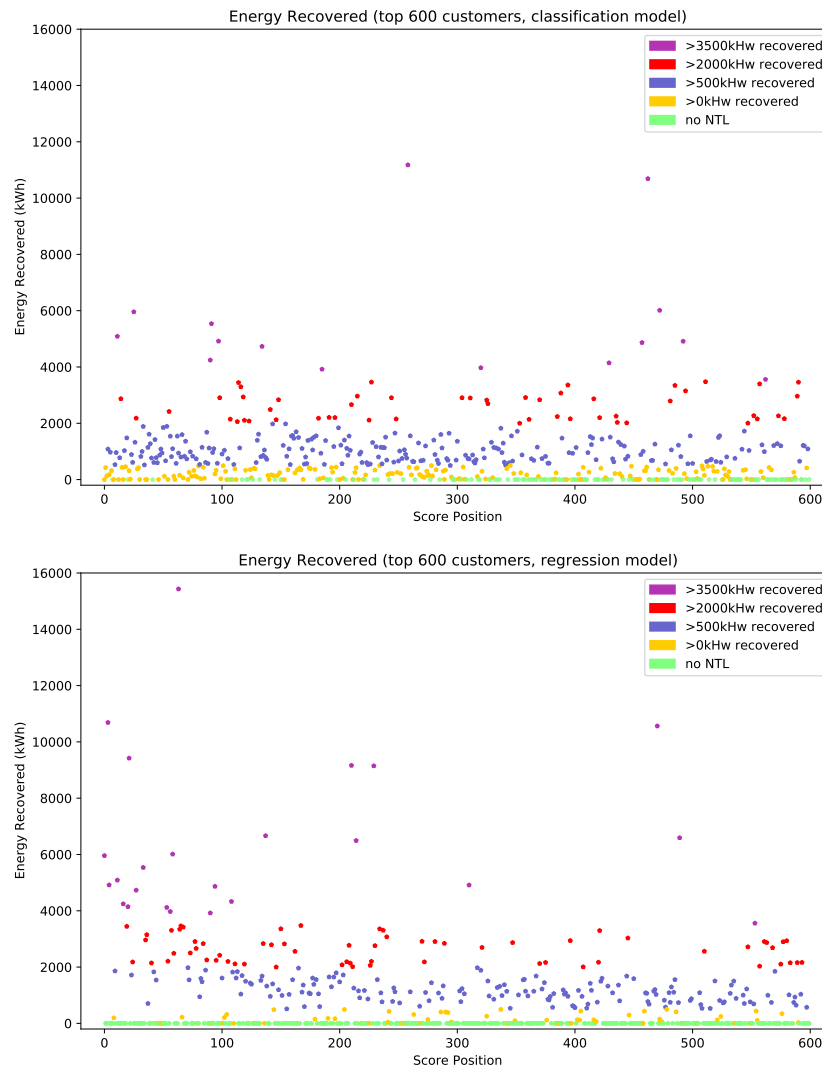 Energy Recovered (top 600 customers, classification model)
16000
14000
12000
10000
8000
6000
4000
2000
0
Energy Recovered (kWh)
>3500kHw recovered
>2000kHw recovered
>500kHw recovered
>0kHw recovered
no NTL
0 100 200 300 400 500 600
Score Position
Energy Recovered (top 600 customers, regression model)
16000
14000
12000
10000
8000
6000
4000
2000
0
Energy Recovered (kWh)
>3500kHw recovered
>2000kHw recovered
>500kHw recovered
>0kHw recovered
no NTL
0 100 200 300 400 500 600
Score Position